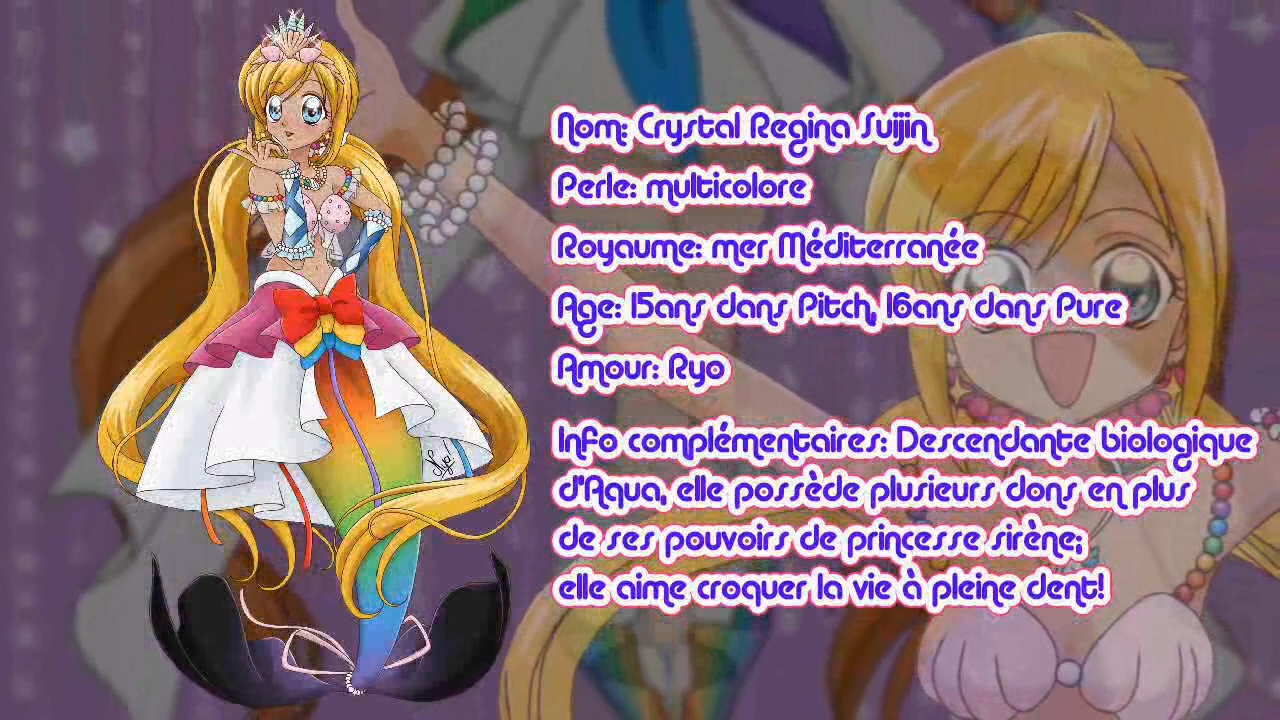 Nom: Crystal Regina Suijin
Perle: multicolore
Royaume: mer Méditerranée
Age: 15ans dans Pitch, 16ans dans Pure
Amour: Ryo
Info complémentaires: Descendante biologique
d'Aqua, elle possède plusieurs dons en plus
de ses pouvoirs de princesse sirène;
elle aime croquer la vie à pleine dent!